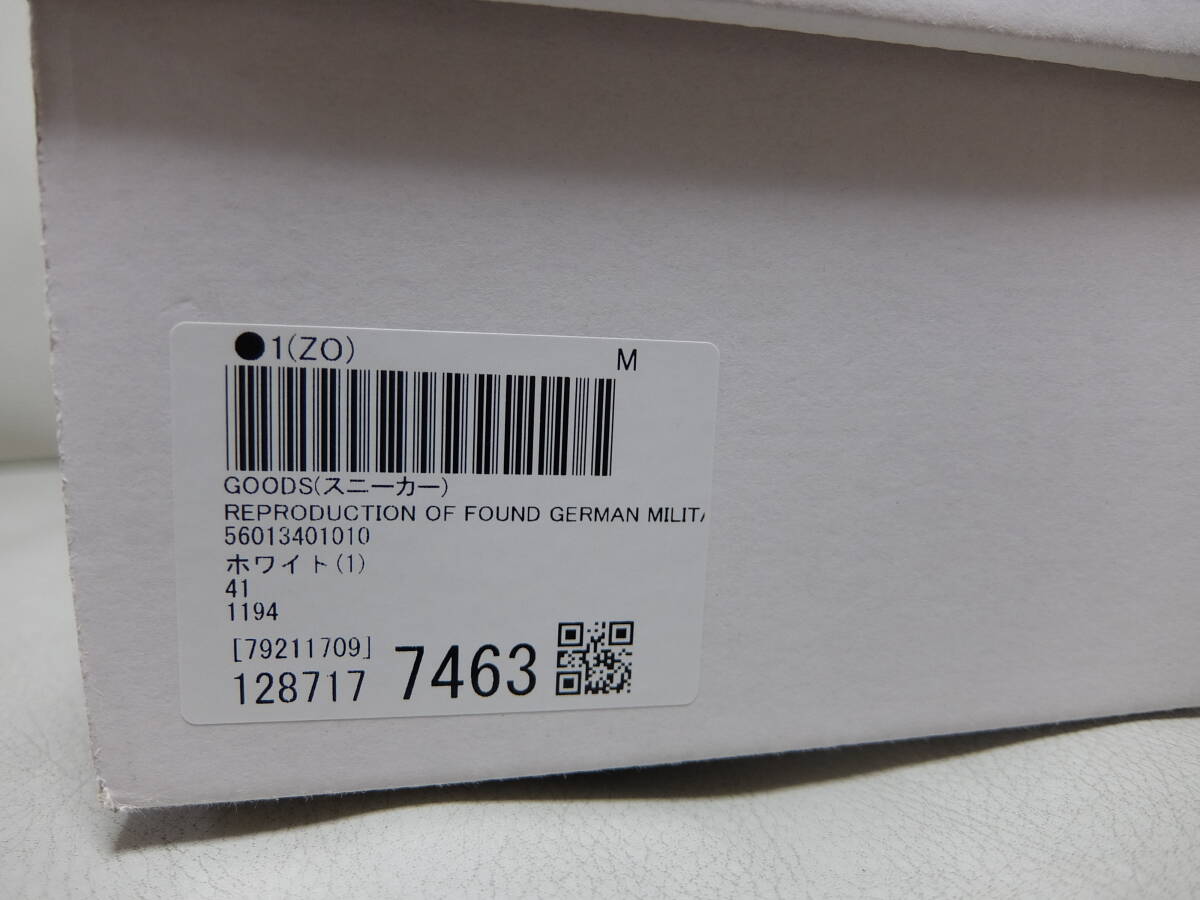 ●1(ZO) M
GOODS(スニーカー)
REPRODUCTION OF FOUND GERMAN MILITA
56013401010
ホワイト(1)
41
1194
[79211709]
128717 7463